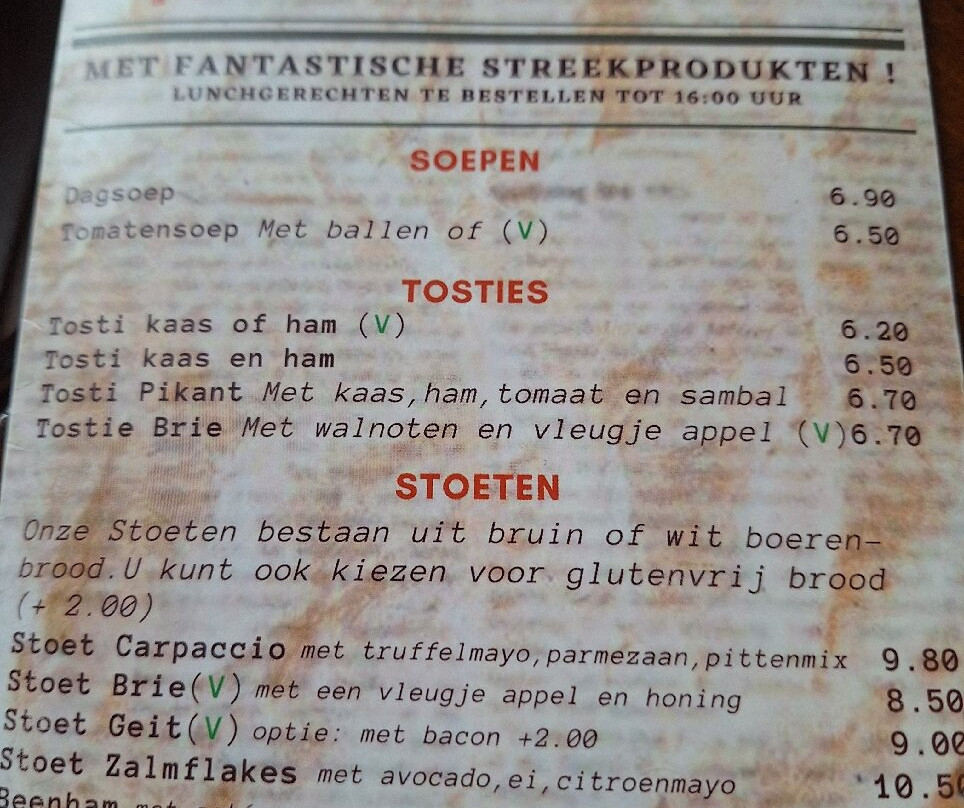 MET FANTASTISCHE STREEKPRODUKTEN !
LUNCHGERECHTEN TE BESTELLEN TOT 16:00 UUR
SOEPEN
Dagsoep 6.90
Tomatensoep Met ballen of (V) 6.50
TOSTIES
Tosti kaas of ham (V) 6.20
Tosti kaas en ham 6.50
Tosti Pikant Met kaas,ham,tomaat en sambal 6.70
Tostie Brie Met walnoten en vleugje appel (V)6.70
STOETEN
Onze Stoeten bestaan uit bruin of wit boeren-
brood.U kunt ook kiezen voor glutenvrij brood
(+ 2.00)
Stoet Carpaccio met truffelmayo,parmezaan,pittenmix 9.80
Stoet Brie(V) met een vleugje appel en honing 8.50
Stoet Geit(V) optie: met bacon +2.00 9.00
Stoet Zalmflakes met avocado,ei,citroenmayo 10.50
Beenham met